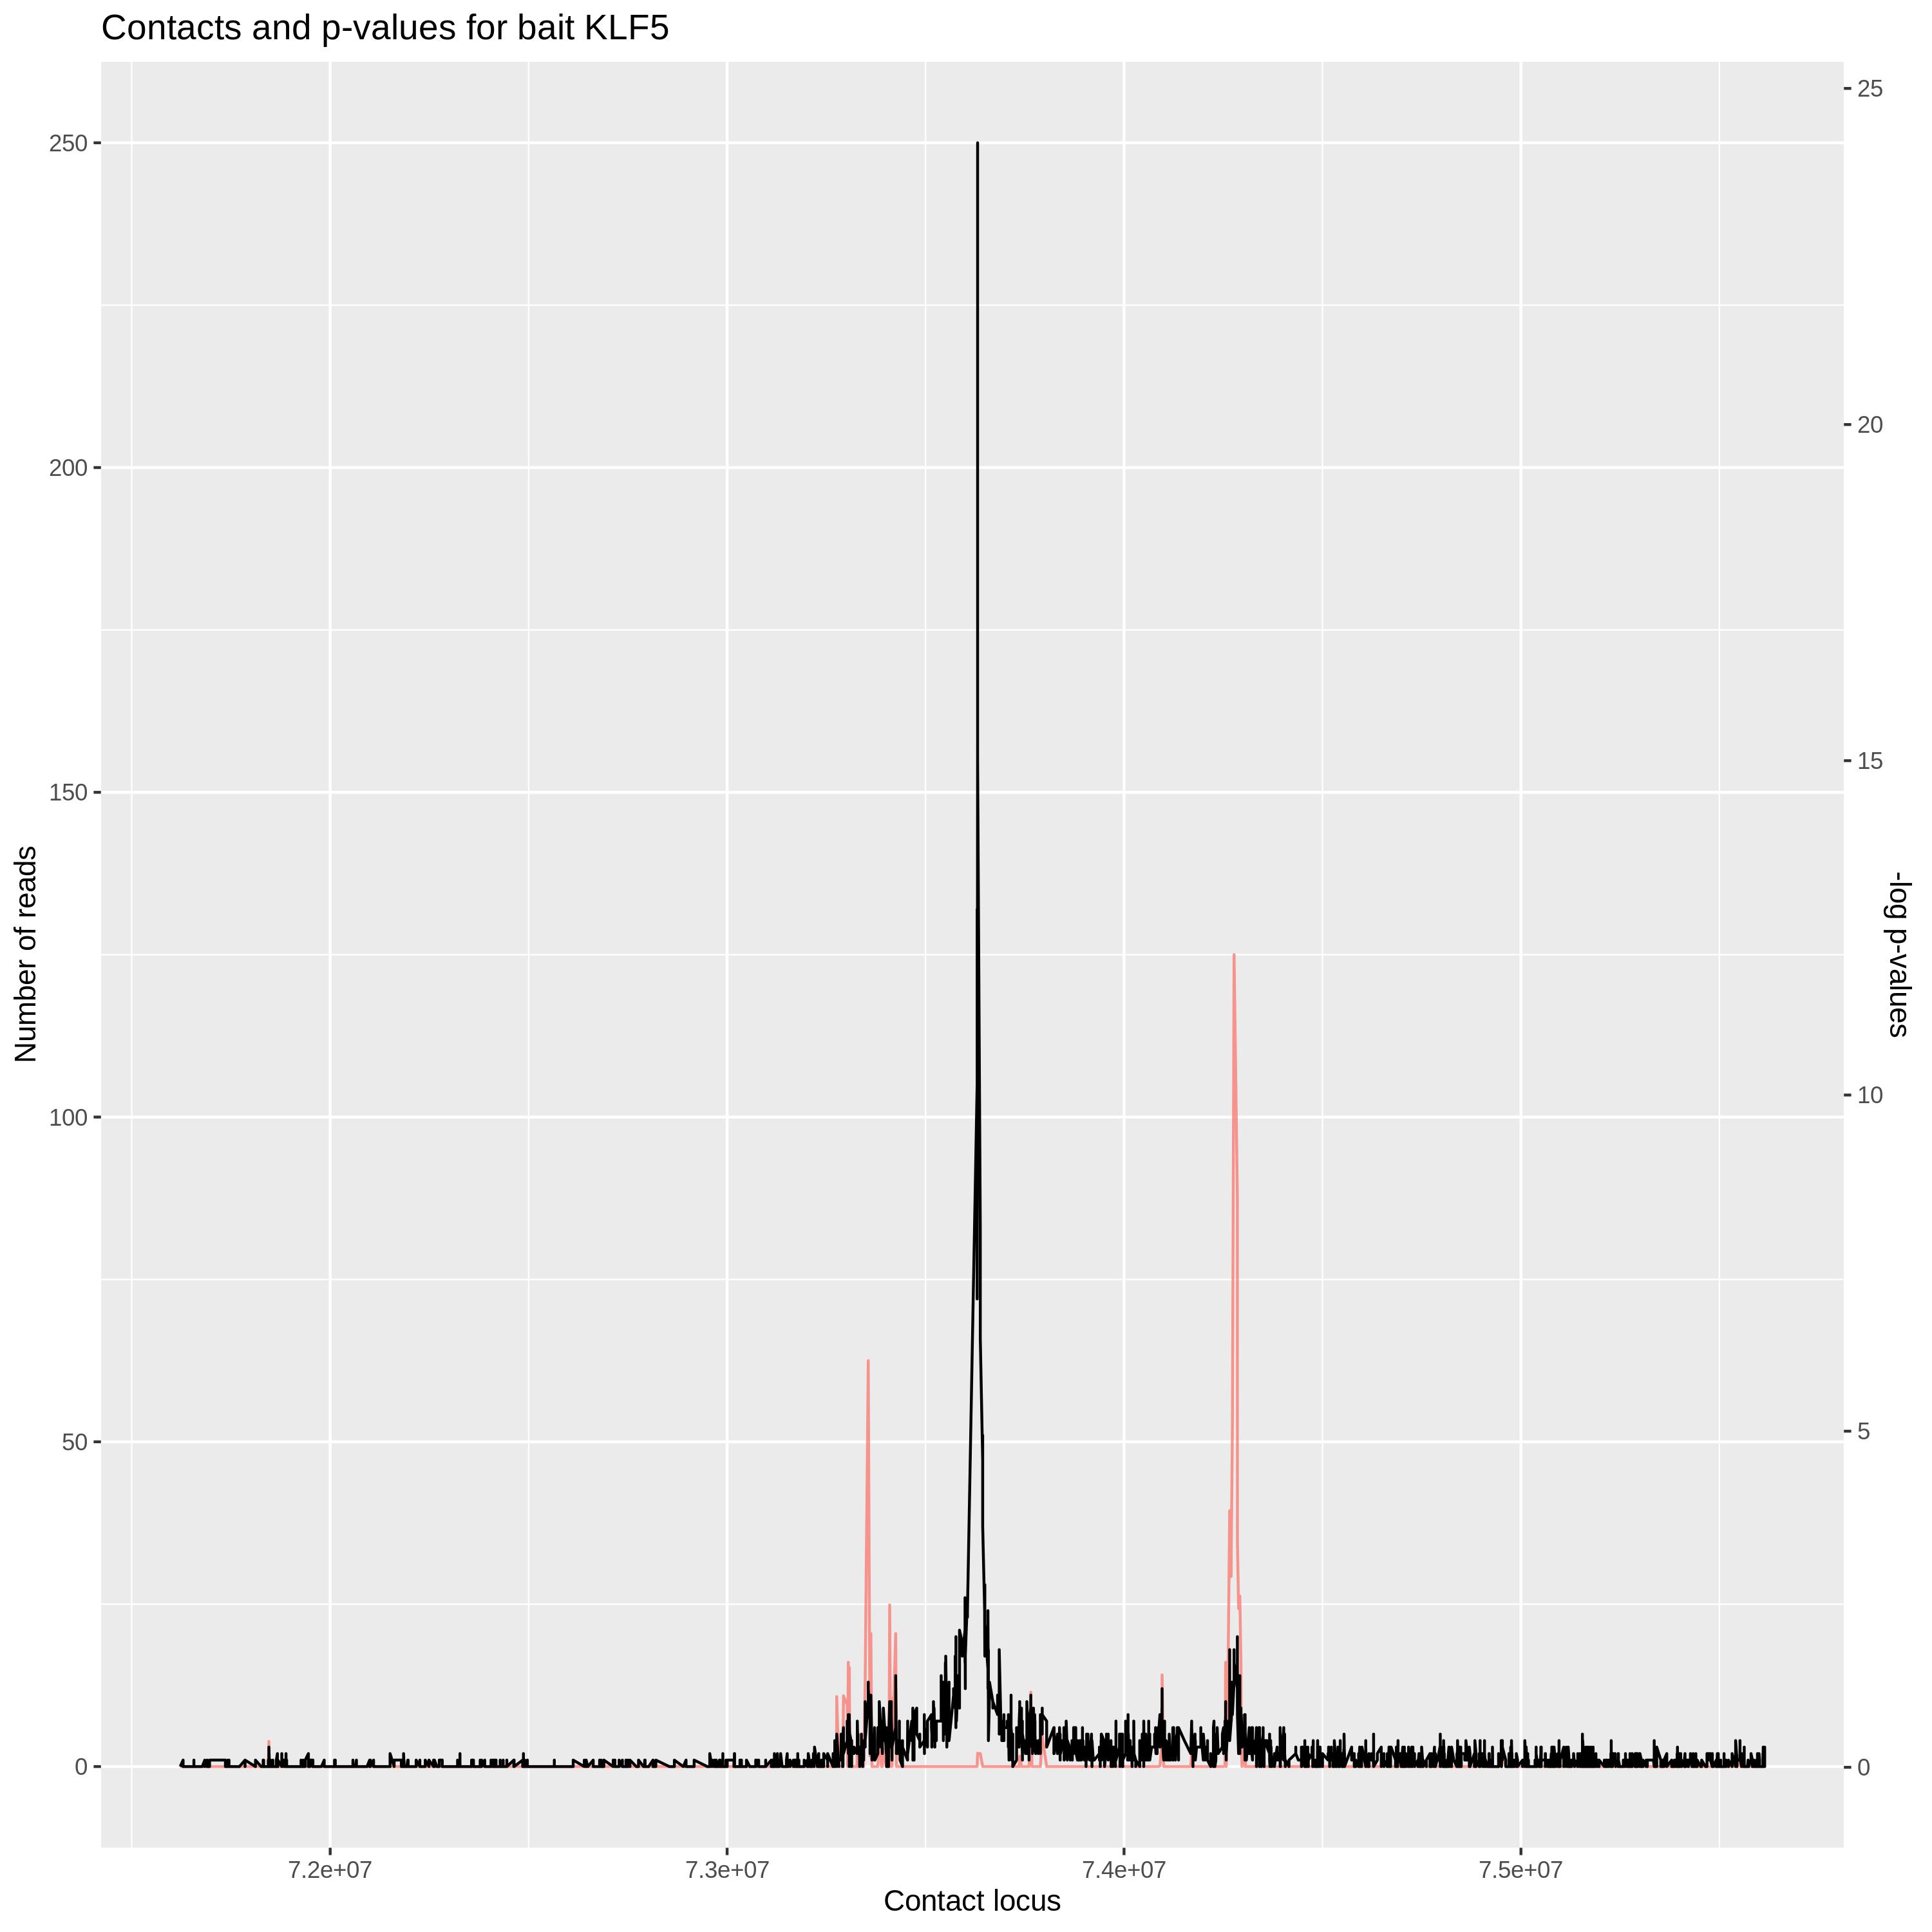 Contacts and p-values for bait KLF5
250
200
150
100
50
0
Number of reads
25
20
15
10
5
0
-log p-values
7.2e+07 7.3e+07 7.4e+07 7.5e+07
Contact locus